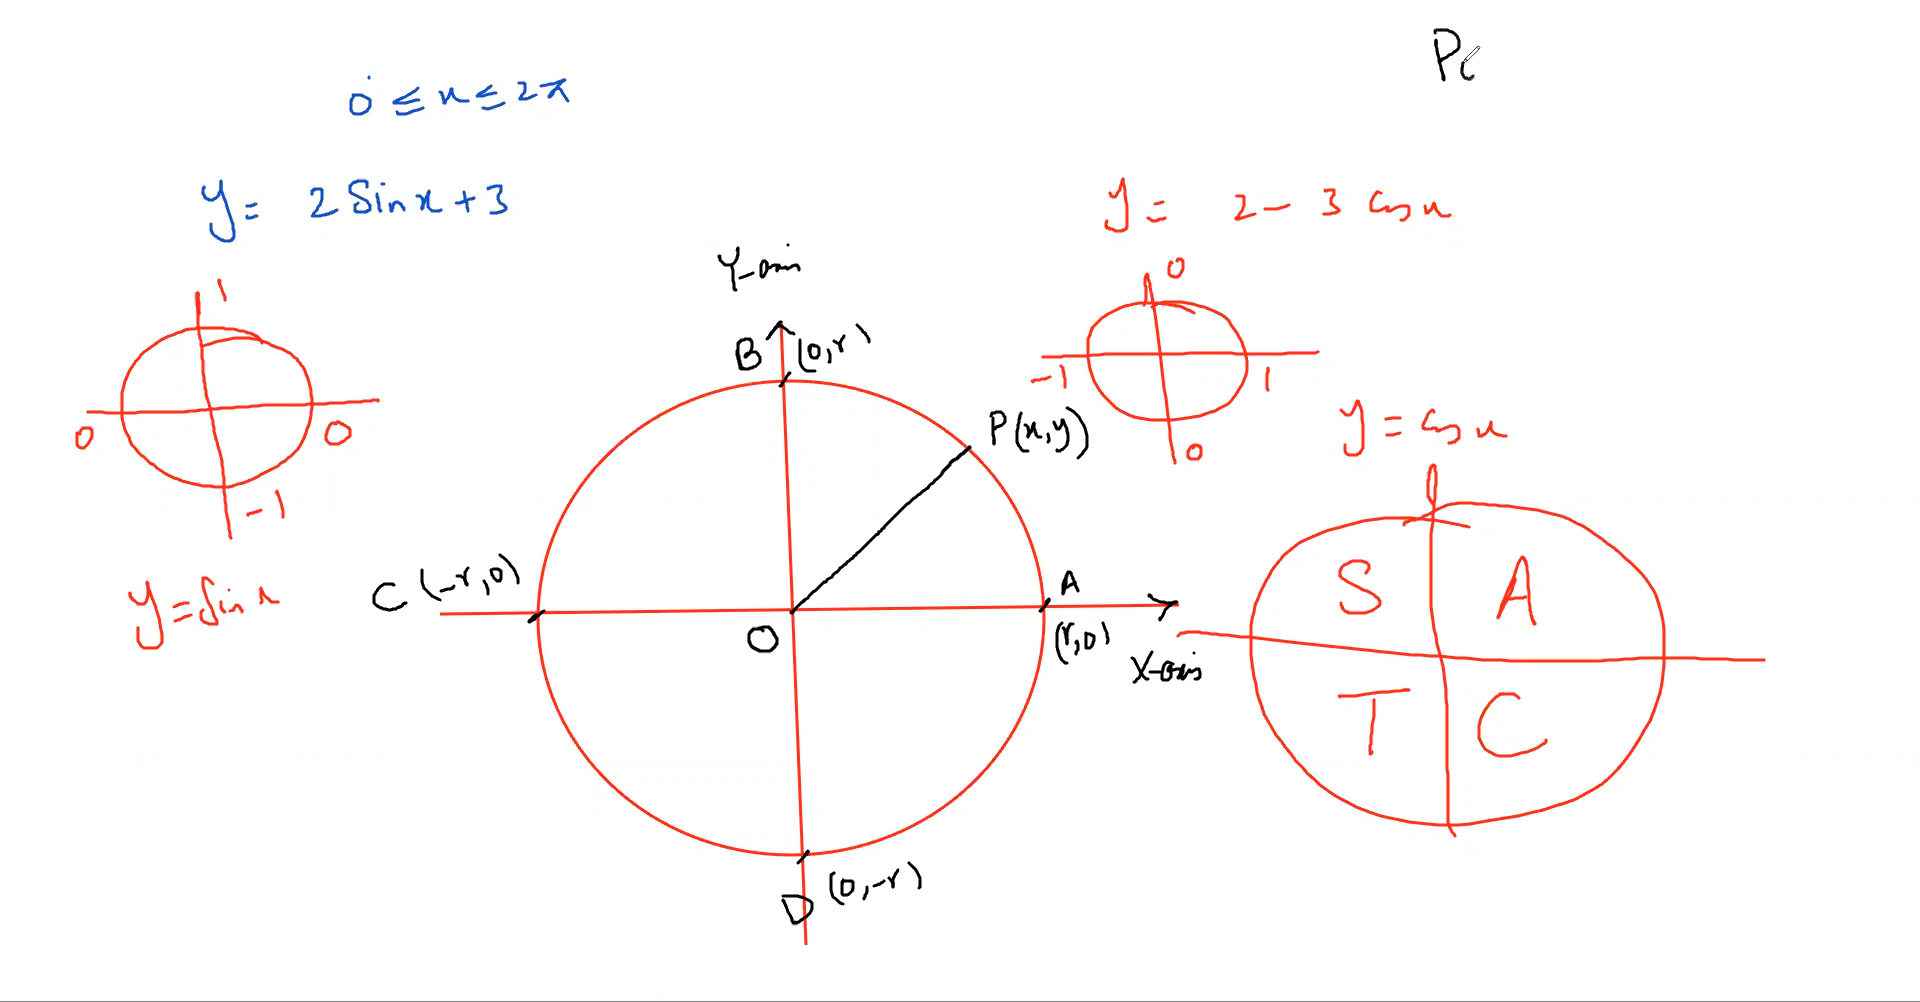 P(
0 ≤ x ≤ 2π
y = 2 Sin x + 3
y = 2 - 3 cos x
Y-axis
0
1
B (0,r)
-1
1
P(x,y)
y = cos x
0
0
0
-1
S A
C (-r,0)
A
y = sin x
O
(r,0)
X-axis
T C
D (0,-r)